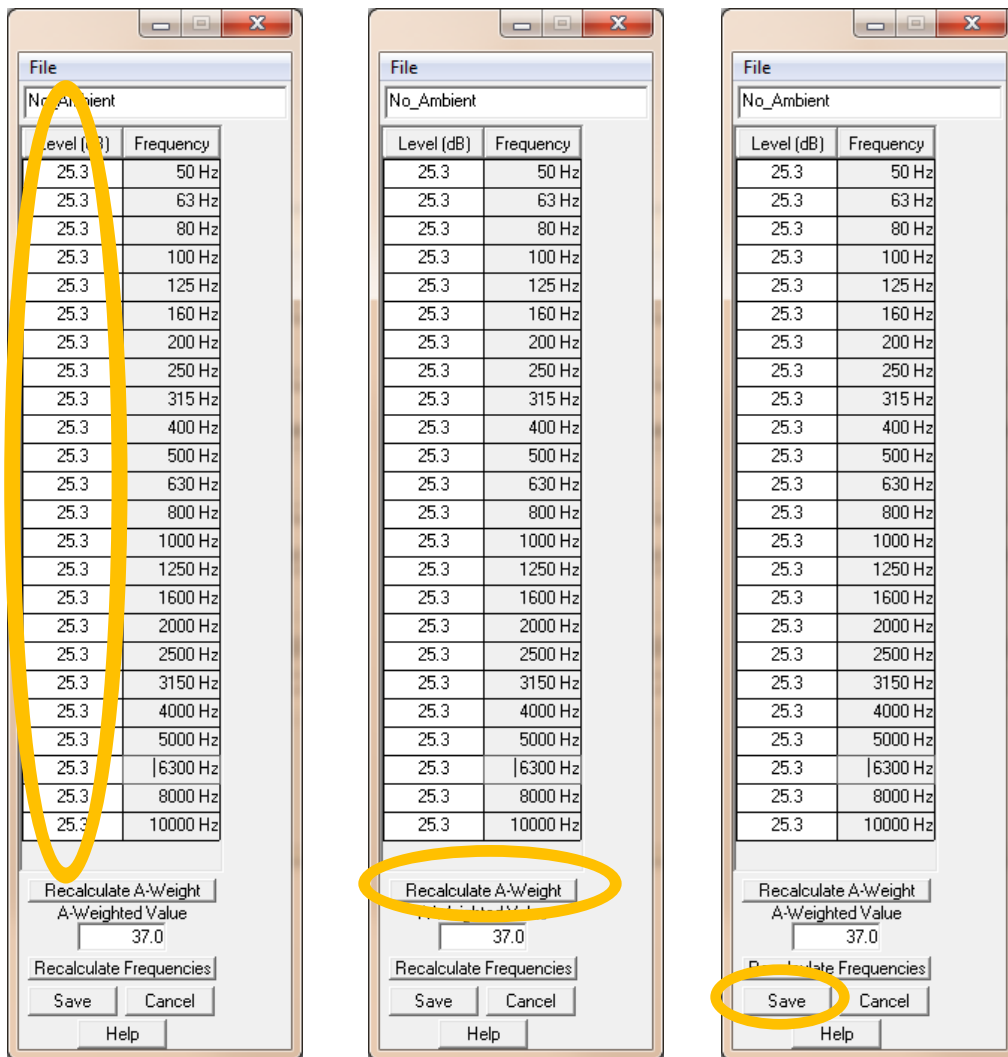 File
No_Ambient
Level (dB) Frequency
25.3 50 Hz
25.3 63 Hz
25.3 80 Hz
25.3 100 Hz
25.3 125 Hz
25.3 160 Hz
25.3 200 Hz
25.3 250 Hz
25.3 315 Hz
25.3 400 Hz
25.3 500 Hz
25.3 630 Hz
25.3 800 Hz
25.3 1000 Hz
25.3 1250 Hz
25.3 1600 Hz
25.3 2000 Hz
25.3 2500 Hz
25.3 3150 Hz
25.3 4000 Hz
25.3 5000 Hz
25.3 6300 Hz
25.3 8000 Hz
25.3 10000 Hz
Recalculate A-Weight
A-Weighted Value
37.0
Recalculate Frequencies
Save Cancel
Help
File
No_Ambient
Level (dB) Frequency
25.3 50 Hz
25.3 63 Hz
25.3 80 Hz
25.3 100 Hz
25.3 125 Hz
25.3 160 Hz
25.3 200 Hz
25.3 250 Hz
25.3 315 Hz
25.3 400 Hz
25.3 500 Hz
25.3 630 Hz
25.3 800 Hz
25.3 1000 Hz
25.3 1250 Hz
25.3 1600 Hz
25.3 2000 Hz
25.3 2500 Hz
25.3 3150 Hz
25.3 4000 Hz
25.3 5000 Hz
25.3 6300 Hz
25.3 8000 Hz
25.3 10000 Hz
Recalculate A-Weight
A-Weighted Value
37.0
Recalculate Frequencies
Save Cancel
Help
File
No_Ambient
Level (dB) Frequency
25.3 50 Hz
25.3 63 Hz
25.3 80 Hz
25.3 100 Hz
25.3 125 Hz
25.3 160 Hz
25.3 200 Hz
25.3 250 Hz
25.3 315 Hz
25.3 400 Hz
25.3 500 Hz
25.3 630 Hz
25.3 800 Hz
25.3 1000 Hz
25.3 1250 Hz
25.3 1600 Hz
25.3 2000 Hz
25.3 2500 Hz
25.3 3150 Hz
25.3 4000 Hz
25.3 5000 Hz
25.3 6300 Hz
25.3 8000 Hz
25.3 10000 Hz
Recalculate A-Weight
A-Weighted Value
37.0
Recalculate Frequencies
Save Cancel
Help